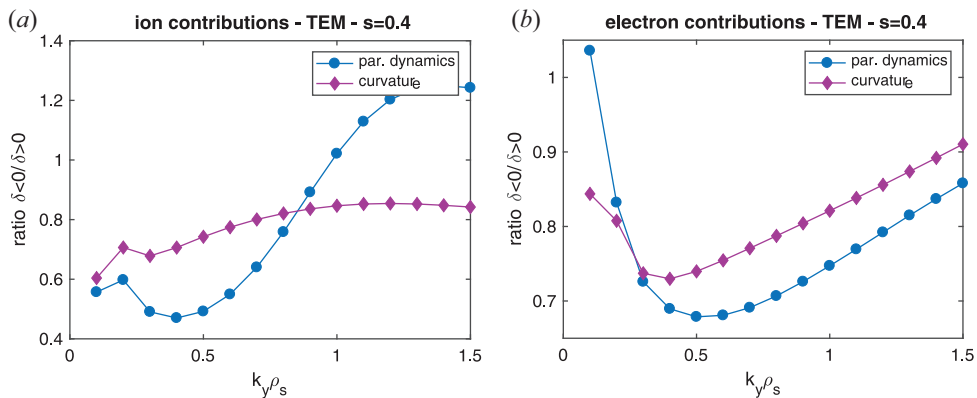 (a) ion contributions - TEM - s=0.4
1.4
1.2
1
0.8
0.6
0.4
0 0.5 1 1.5
ratio δ<0/δ>0
kyρs
par. dynamics
curvature
(b) electron contributions - TEM - s=0.4
1
0.9
0.8
0.7
0 0.5 1 1.5
ratio δ<0/δ>0
kyρs
par. dynamics
curvature